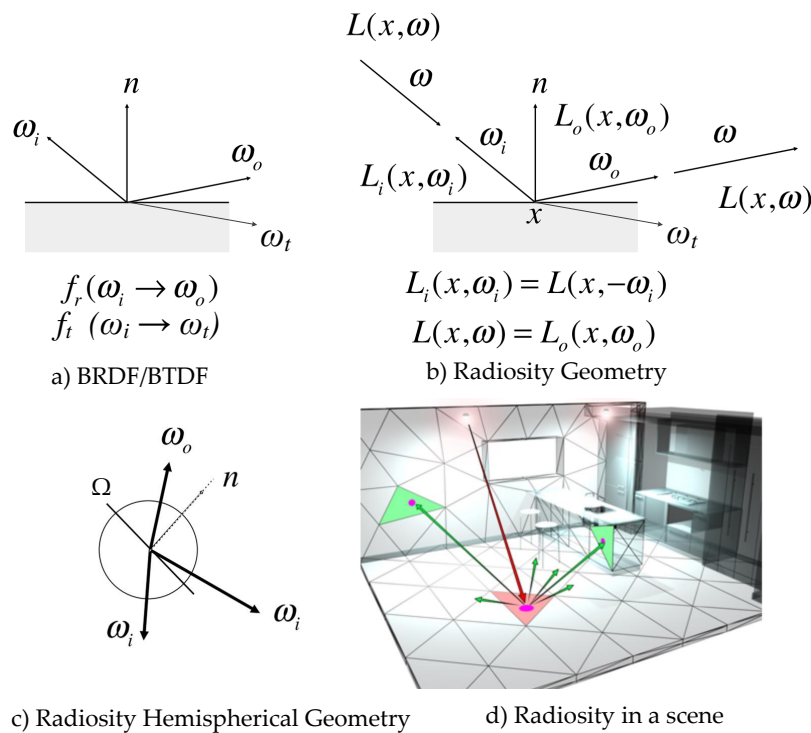 n
ω_i
ω_o
ω_t
f_r(ω_i → ω_o)
f_t (ω_i → ω_t)
a) BRDF/BTDF
L(x,ω)
ω
n
L_o(x,ω_o)
ω_i
ω
L_i(x,ω_i)
ω_o
L(x,ω)
x
ω_t
L_i(x,ω_i) = L(x,-ω_i)
L(x,ω) = L_o(x,ω_o)
b) Radiosity Geometry
ω_o
Ω
n
ω_i
ω_i
c) Radiosity Hemispherical Geometry
d) Radiosity in a scene